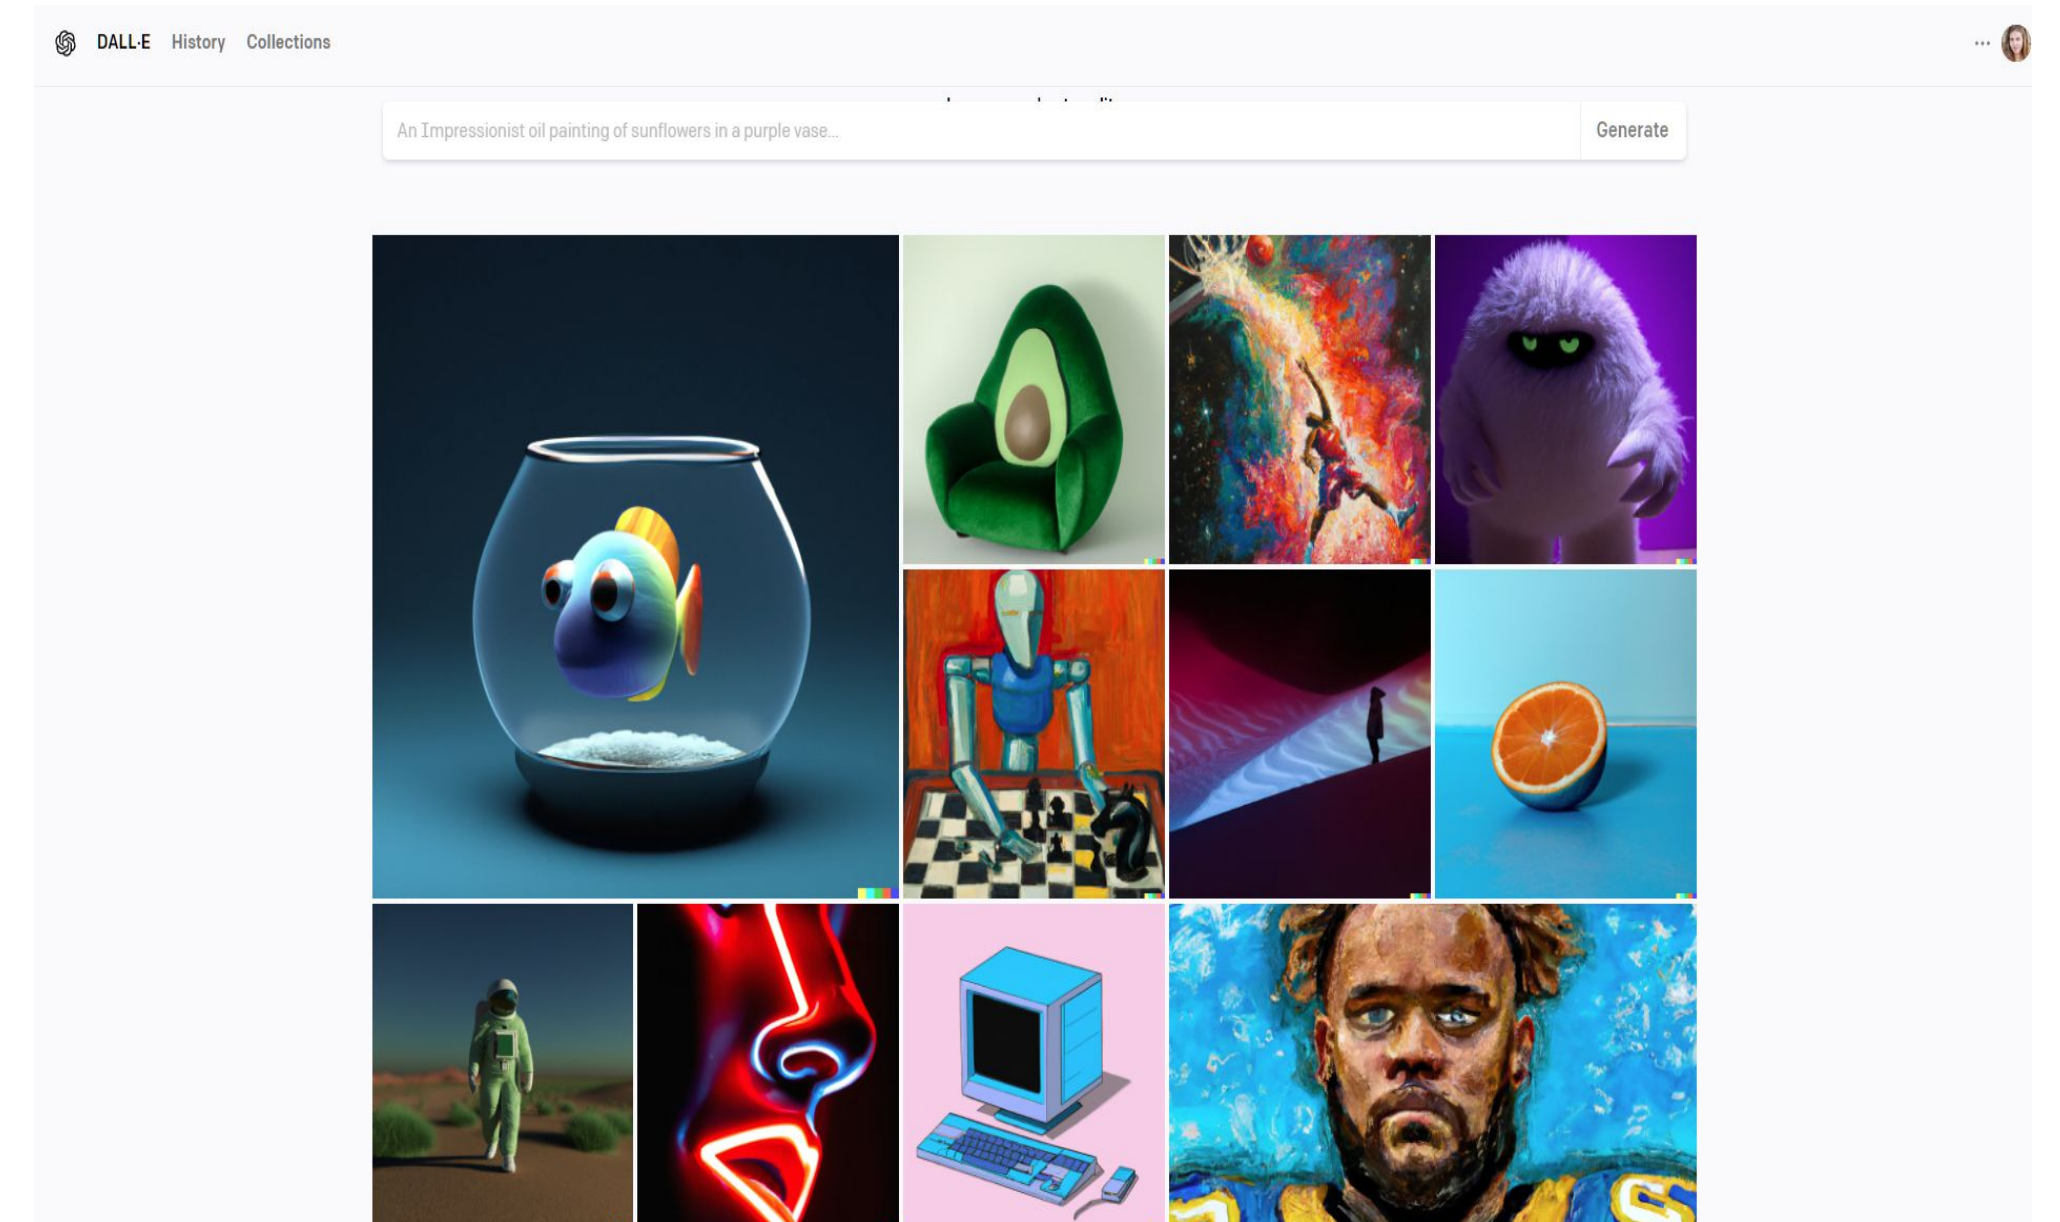 DALL·E History Collections
An Impressionist oil painting of sunflowers in a purple vase...
Generate